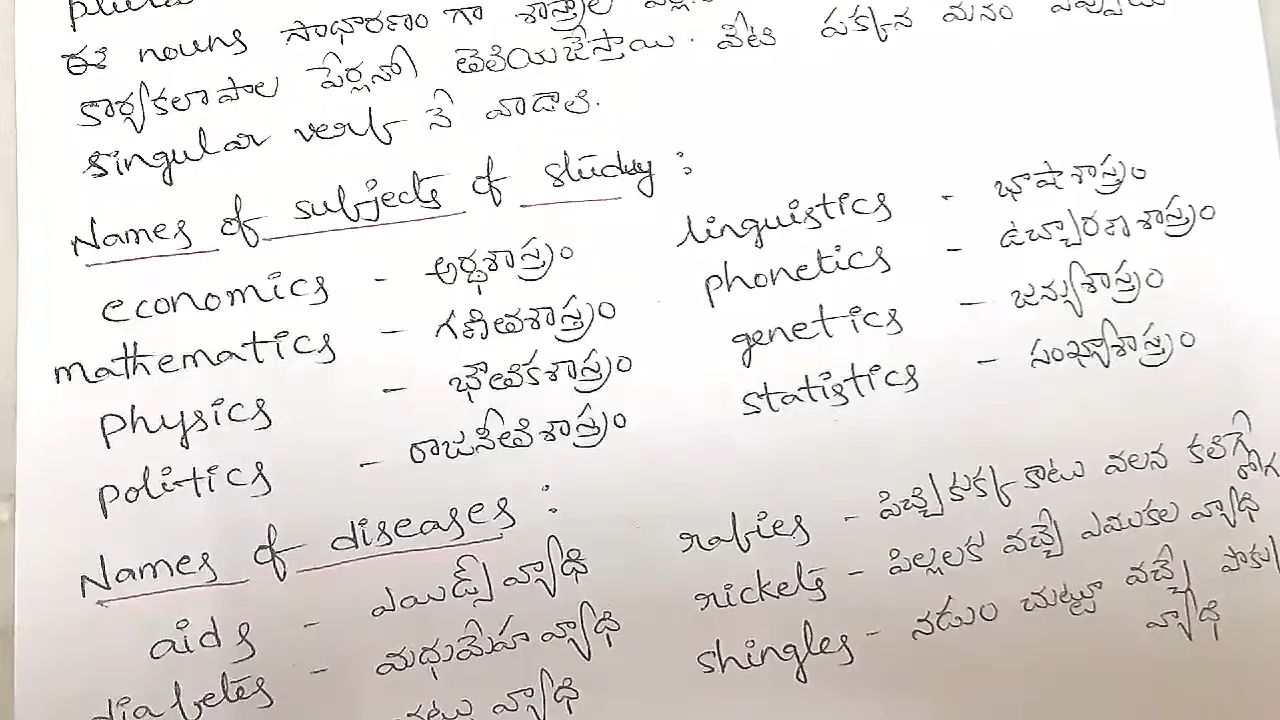 ఈ nouns సాధారణం గా శాస్త్రాల
కార్యకలాపాల పేర్లను తెలియజేస్తాయి. వీటి పక్కన మనం ఎప్పుడు
singular verb నే వాడాలి.
Names of subjects of study :
economics - అర్థశాస్త్రం
mathematics - గణితశాస్త్రం
physics - భౌతికశాస్త్రం
politics - రాజనీతిశాస్త్రం
linguistics - భాషాశాస్త్రం
phonetics - ఉచ్చారణశాస్త్రం
genetics - జన్యుశాస్త్రం
statistics - సంఖ్యాశాస్త్రం
Names of diseases :
aids - ఎయిడ్స్ వ్యాధి
diabetes - మధుమేహ వ్యాధి
వ్యాధి
rabies - పిచ్చికుక్క కాటు వలన కలిగే
రోగ
rickets - పిల్లలకు వచ్చే ఎముకల వ్యాధి
shingles - నడుం చుట్టూ వచ్చే పొక్కు
వ్యాధి